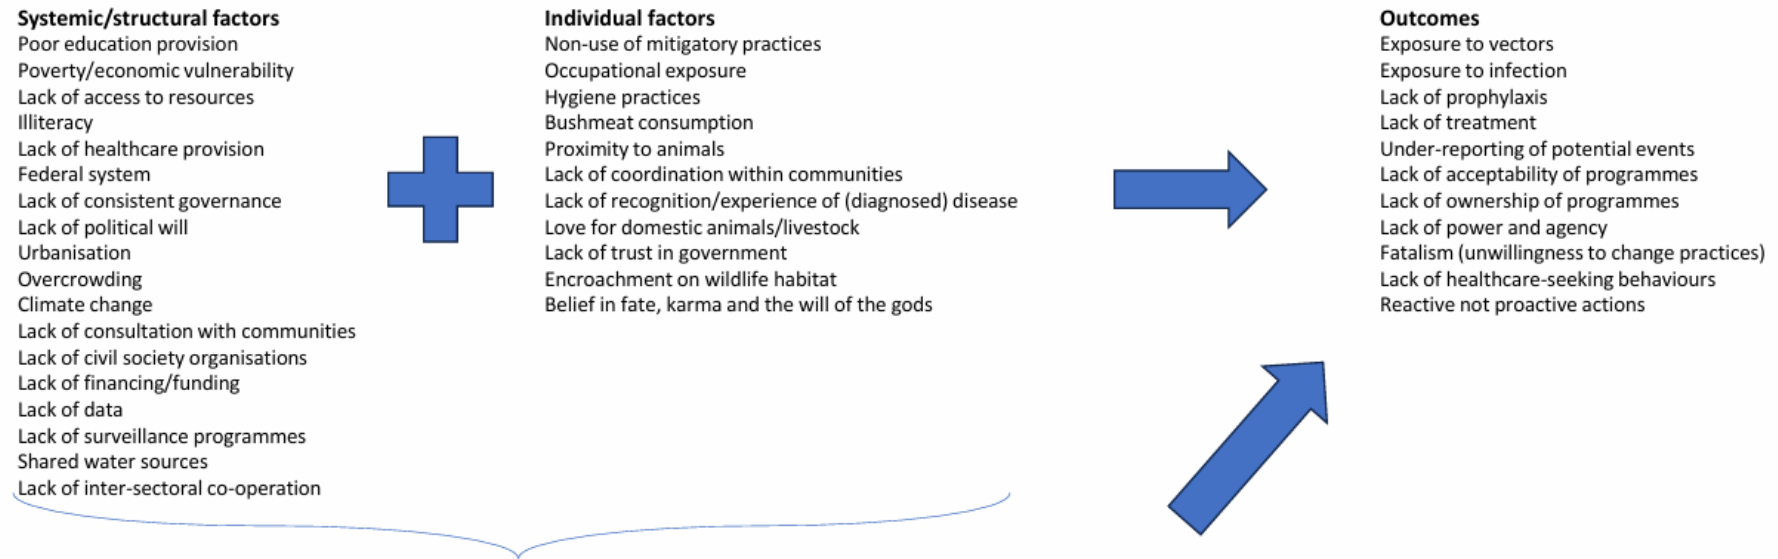 Systemic/structural factors
Poor education provision
Poverty/economic vulnerability
Lack of access to resources
Illiteracy
Lack of healthcare provision
Federal system
Lack of consistent governance
Lack of political will
Urbanisation
Overcrowding
Climate change
Lack of consultation with communities
Lack of civil society organisations
Lack of financing/funding
Lack of data
Lack of surveillance programmes
Shared water sources
Lack of inter-sectoral co-operation
Individual factors
Non-use of mitigatory practices
Occupational exposure
Hygiene practices
Bushmeat consumption
Proximity to animals
Lack of coordination within communities
Lack of recognition/experience of (diagnosed) disease
Love for domestic animals/livestock
Lack of trust in government
Encroachment on wildlife habitat
Belief in fate, karma and the will of the gods
Outcomes
Exposure to vectors
Exposure to infection
Lack of prophylaxis
Lack of treatment
Under-reporting of potential events
Lack of acceptability of programmes
Lack of ownership of programmes
Lack of power and agency
Fatalism (unwillingness to change practices)
Lack of healthcare-seeking behaviours
Reactive not proactive actions